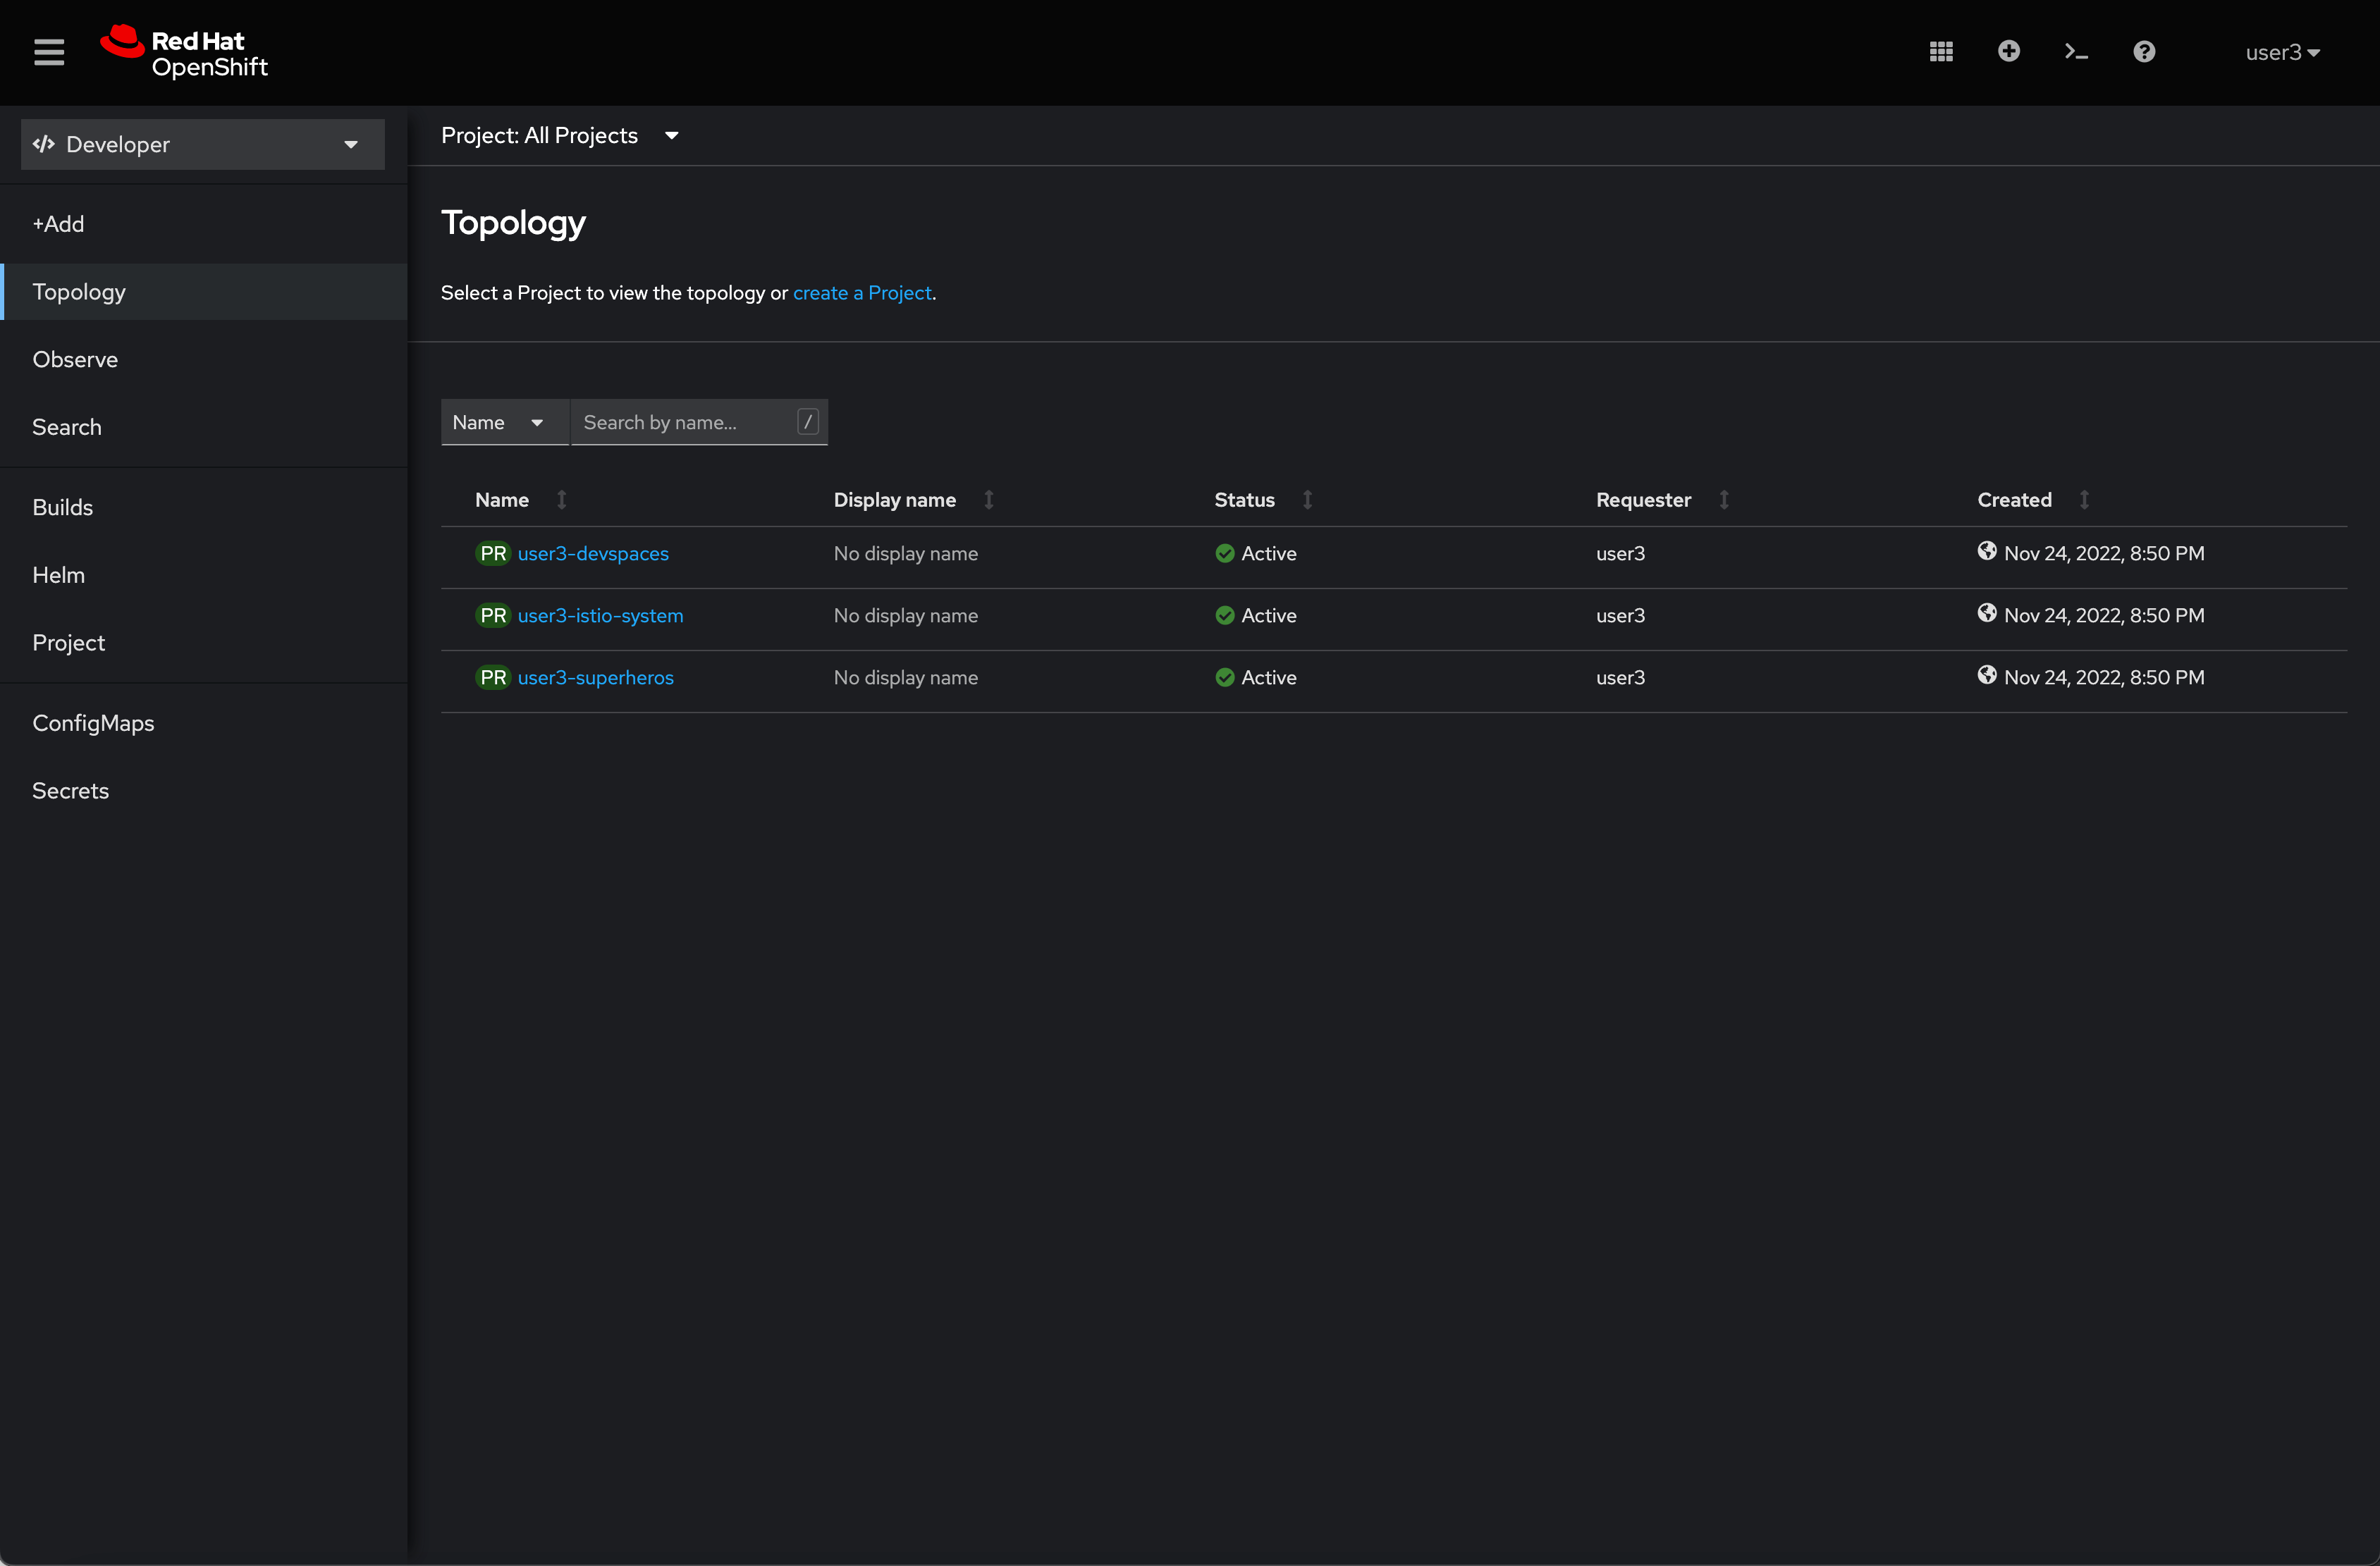 Red Hat
OpenShift
user3
Developer
+Add
Topology
Observe
Search
Builds
Helm
Project
ConfigMaps
Secrets
Project: All Projects
Topology
Select a Project to view the topology or create a Project.
Name Search by name... /
Name Display name Status Requester Created
PR user3-devspaces No display name Active user3 Nov 24, 2022, 8:50 PM
PR user3-istio-system No display name Active user3 Nov 24, 2022, 8:50 PM
PR user3-superheros No display name Active user3 Nov 24, 2022, 8:50 PM